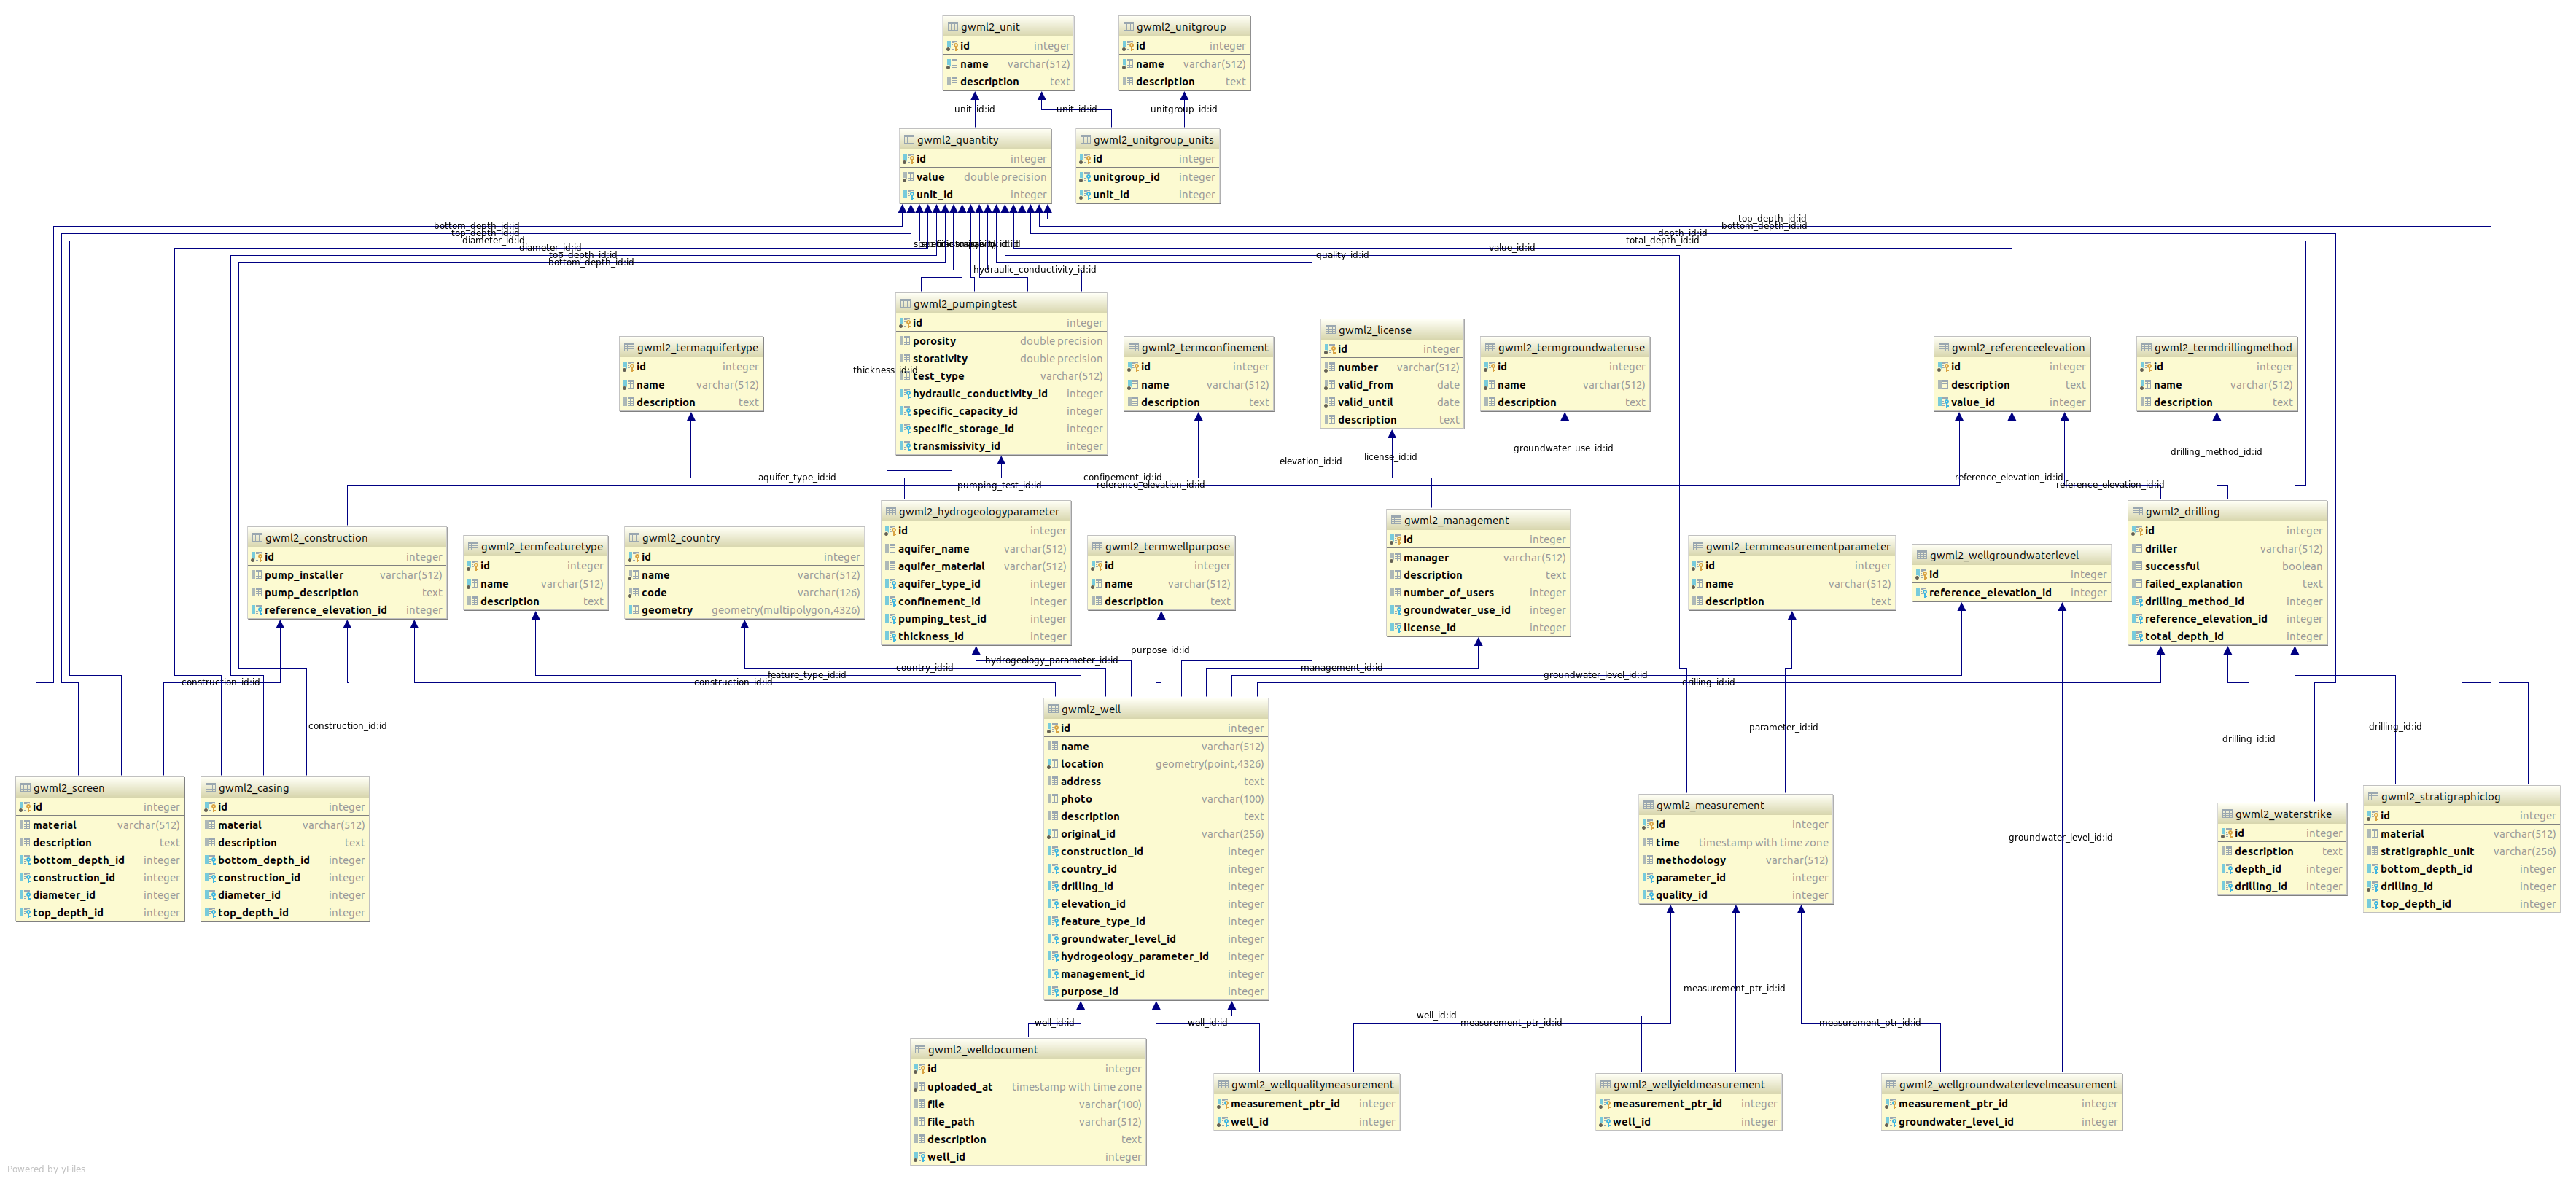 gwml2_unit
id integer
name varchar(512)
description text
gwml2_unitgroup
id integer
name varchar(512)
description text
unit_id:id
unit_id:id
unitgroup_id:id
gwml2_quantity
id integer
value double precision
unit_id integer
gwml2_unitgroup_units
id integer
unitgroup_id integer
unit_id integer
bottom_depth_id:id
top_depth_id:id
diameter_id:id
diameter_id:id
top_depth_id:id
bottom_depth_id:id
top_depth_id:id
bottom_depth_id:id
depth_id:id
total_depth_id:id
value_id:id
quality_id:id
hydraulic_conductivity_id:id
gwml2_pumpingtest
id integer
porosity double precision
storativity double precision
test_type varchar(512)
hydraulic_conductivity_id integer
specific_capacity_id integer
specific_storage_id integer
transmissivity_id integer
thickness_id:id
gwml2_termaquifertype
id integer
name varchar(512)
description text
gwml2_termconfinement
id integer
name varchar(512)
description text
gwml2_license
id integer
number varchar(512)
valid_from date
valid_until date
description text
gwml2_termgroundwateruse
id integer
name varchar(512)
description text
gwml2_referenceelevation
id integer
description text
value_id integer
gwml2_termdrillingmethod
id integer
name varchar(512)
description text
aquifer_type_id:id
pumping_test_id:id
confinement_id:id
reference_elevation_id:id
elevation_id:id
license_id:id
groundwater_use_id:id
reference_elevation_id:id
reference_elevation_id:id
drilling_method_id:id
gwml2_construction
id integer
pump_installer varchar(512)
pump_description text
reference_elevation_id integer
gwml2_termfeaturetype
id integer
name varchar(512)
description text
gwml2_country
id integer
name varchar(512)
code varchar(126)
geometry geometry(multipolygon,4326)
gwml2_hydrogeologyparameter
id integer
aquifer_name varchar(512)
aquifer_material varchar(512)
aquifer_type_id integer
confinement_id integer
pumping_test_id integer
thickness_id integer
gwml2_termwellpurpose
id integer
name varchar(512)
description text
gwml2_management
id integer
manager varchar(512)
description text
number_of_users integer
groundwater_use_id integer
license_id integer
gwml2_termmeasurementparameter
id integer
name varchar(512)
description text
gwml2_wellgroundwaterlevel
id integer
reference_elevation_id integer
gwml2_drilling
id integer
driller varchar(512)
successful boolean
failed_explanation text
drilling_method_id integer
reference_elevation_id integer
total_depth_id integer
construction_id:id
construction_id:id
construction_id:id
feature_type_id:id
country_id:id
hydrogeology_parameter_id:id
purpose_id:id
management_id:id
groundwater_level_id:id
drilling_id:id
parameter_id:id
groundwater_level_id:id
drilling_id:id
drilling_id:id
gwml2_screen
id integer
material varchar(512)
description text
bottom_depth_id integer
construction_id integer
diameter_id integer
top_depth_id integer
gwml2_casing
id integer
material varchar(512)
description text
bottom_depth_id integer
construction_id integer
diameter_id integer
top_depth_id integer
gwml2_well
id integer
name varchar(512)
location geometry(point,4326)
address text
photo varchar(100)
description text
original_id varchar(256)
construction_id integer
country_id integer
drilling_id integer
elevation_id integer
feature_type_id integer
groundwater_level_id integer
hydrogeology_parameter_id integer
management_id integer
purpose_id integer
gwml2_measurement
id integer
time timestamp with time zone
methodology varchar(512)
parameter_id integer
quality_id integer
gwml2_waterstrike
id integer
description text
depth_id integer
drilling_id integer
gwml2_stratigraphiclog
id integer
material varchar(512)
stratigraphic_unit varchar(256)
bottom_depth_id integer
drilling_id integer
top_depth_id integer
well_id:id
well_id:id
well_id:id
measurement_ptr_id:id
measurement_ptr_id:id
measurement_ptr_id:id
gwml2_welldocument
id integer
uploaded_at timestamp with time zone
file varchar(100)
file_path varchar(512)
description text
well_id integer
gwml2_wellqualitymeasurement
measurement_ptr_id integer
well_id integer
gwml2_wellyieldmeasurement
measurement_ptr_id integer
well_id integer
gwml2_wellgroundwaterlevelmeasurement
measurement_ptr_id integer
groundwater_level_id integer
Powered by yFiles